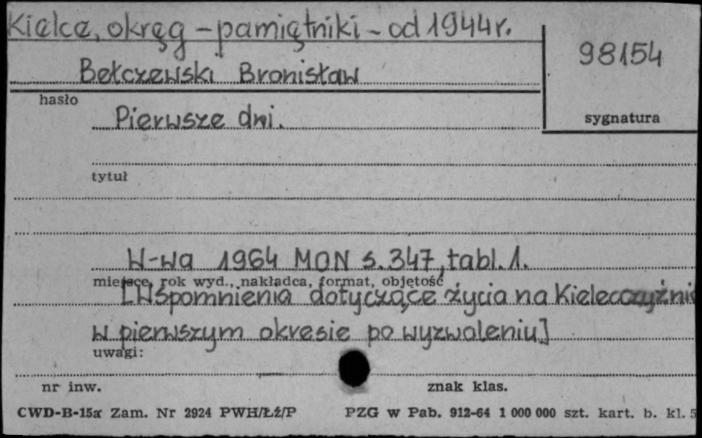 Kielce, okręg - pamiętniki - od 1944r.
98154
Bełczewski Bronisław
hasło
Pierwsze dni.
sygnatura
tytuł
W-wa 1964 MON s. 347, tabl. 1.
miejsce, rok wyd., nakładca, format, objętość
[Wspomnienia dotyczące życia na Kielecczyźnie
w pierwszym okresie po wyzwoleniu]
uwagi:
nr inw.
znak klas.
CWD-B-15a Zam. Nr 2924 PWH/Łź/P
PZG w Pab. 912-64 1 000 000 szt. kart. b. kl. 5